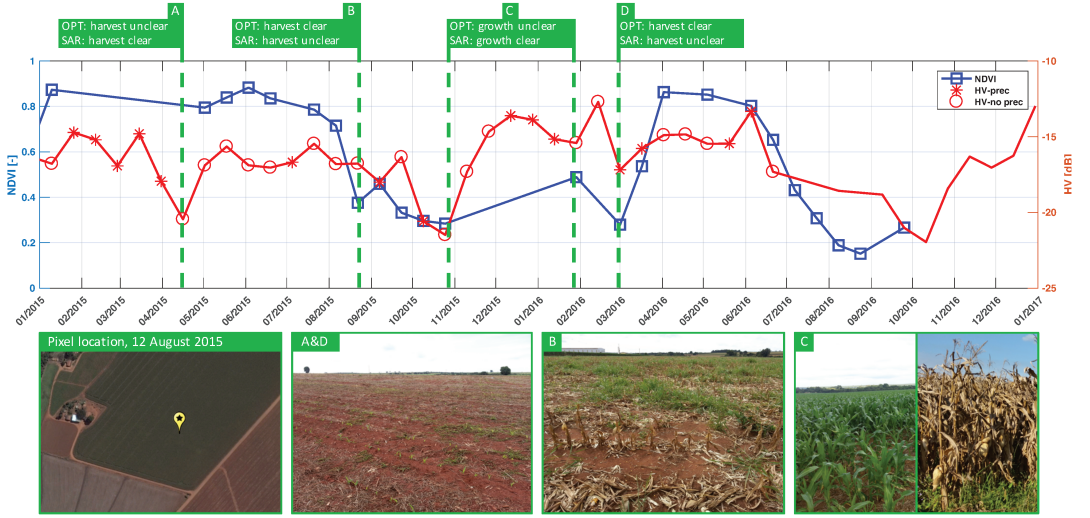 A
OPT: harvest unclear
SAR: harvest clear
B
OPT: harvest clear
SAR: harvest unclear
C
OPT: growth unclear
SAR: growth clear
D
OPT: harvest clear
SAR: harvest unclear
NDVI [-]
1
0.8
0.6
0.4
0.2
0
NDVI
HV-prec
HV-no prec
-10
-15
-20
-25
HV [dB]
01/2015
02/2015
03/2015
04/2015
05/2015
06/2015
07/2015
08/2015
09/2015
10/2015
11/2015
12/2015
01/2016
02/2016
03/2016
04/2016
05/2016
06/2016
07/2016
08/2016
09/2016
10/2016
11/2016
12/2016
01/2017
Pixel location, 12 August 2015
A&D
B
C